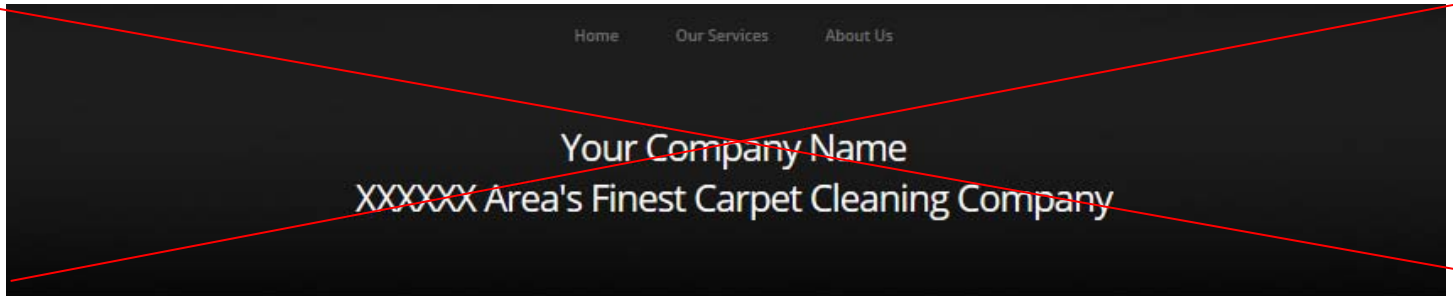 Home Our Services About Us
Your Company Name
XXXXXX Area's Finest Carpet Cleaning Company